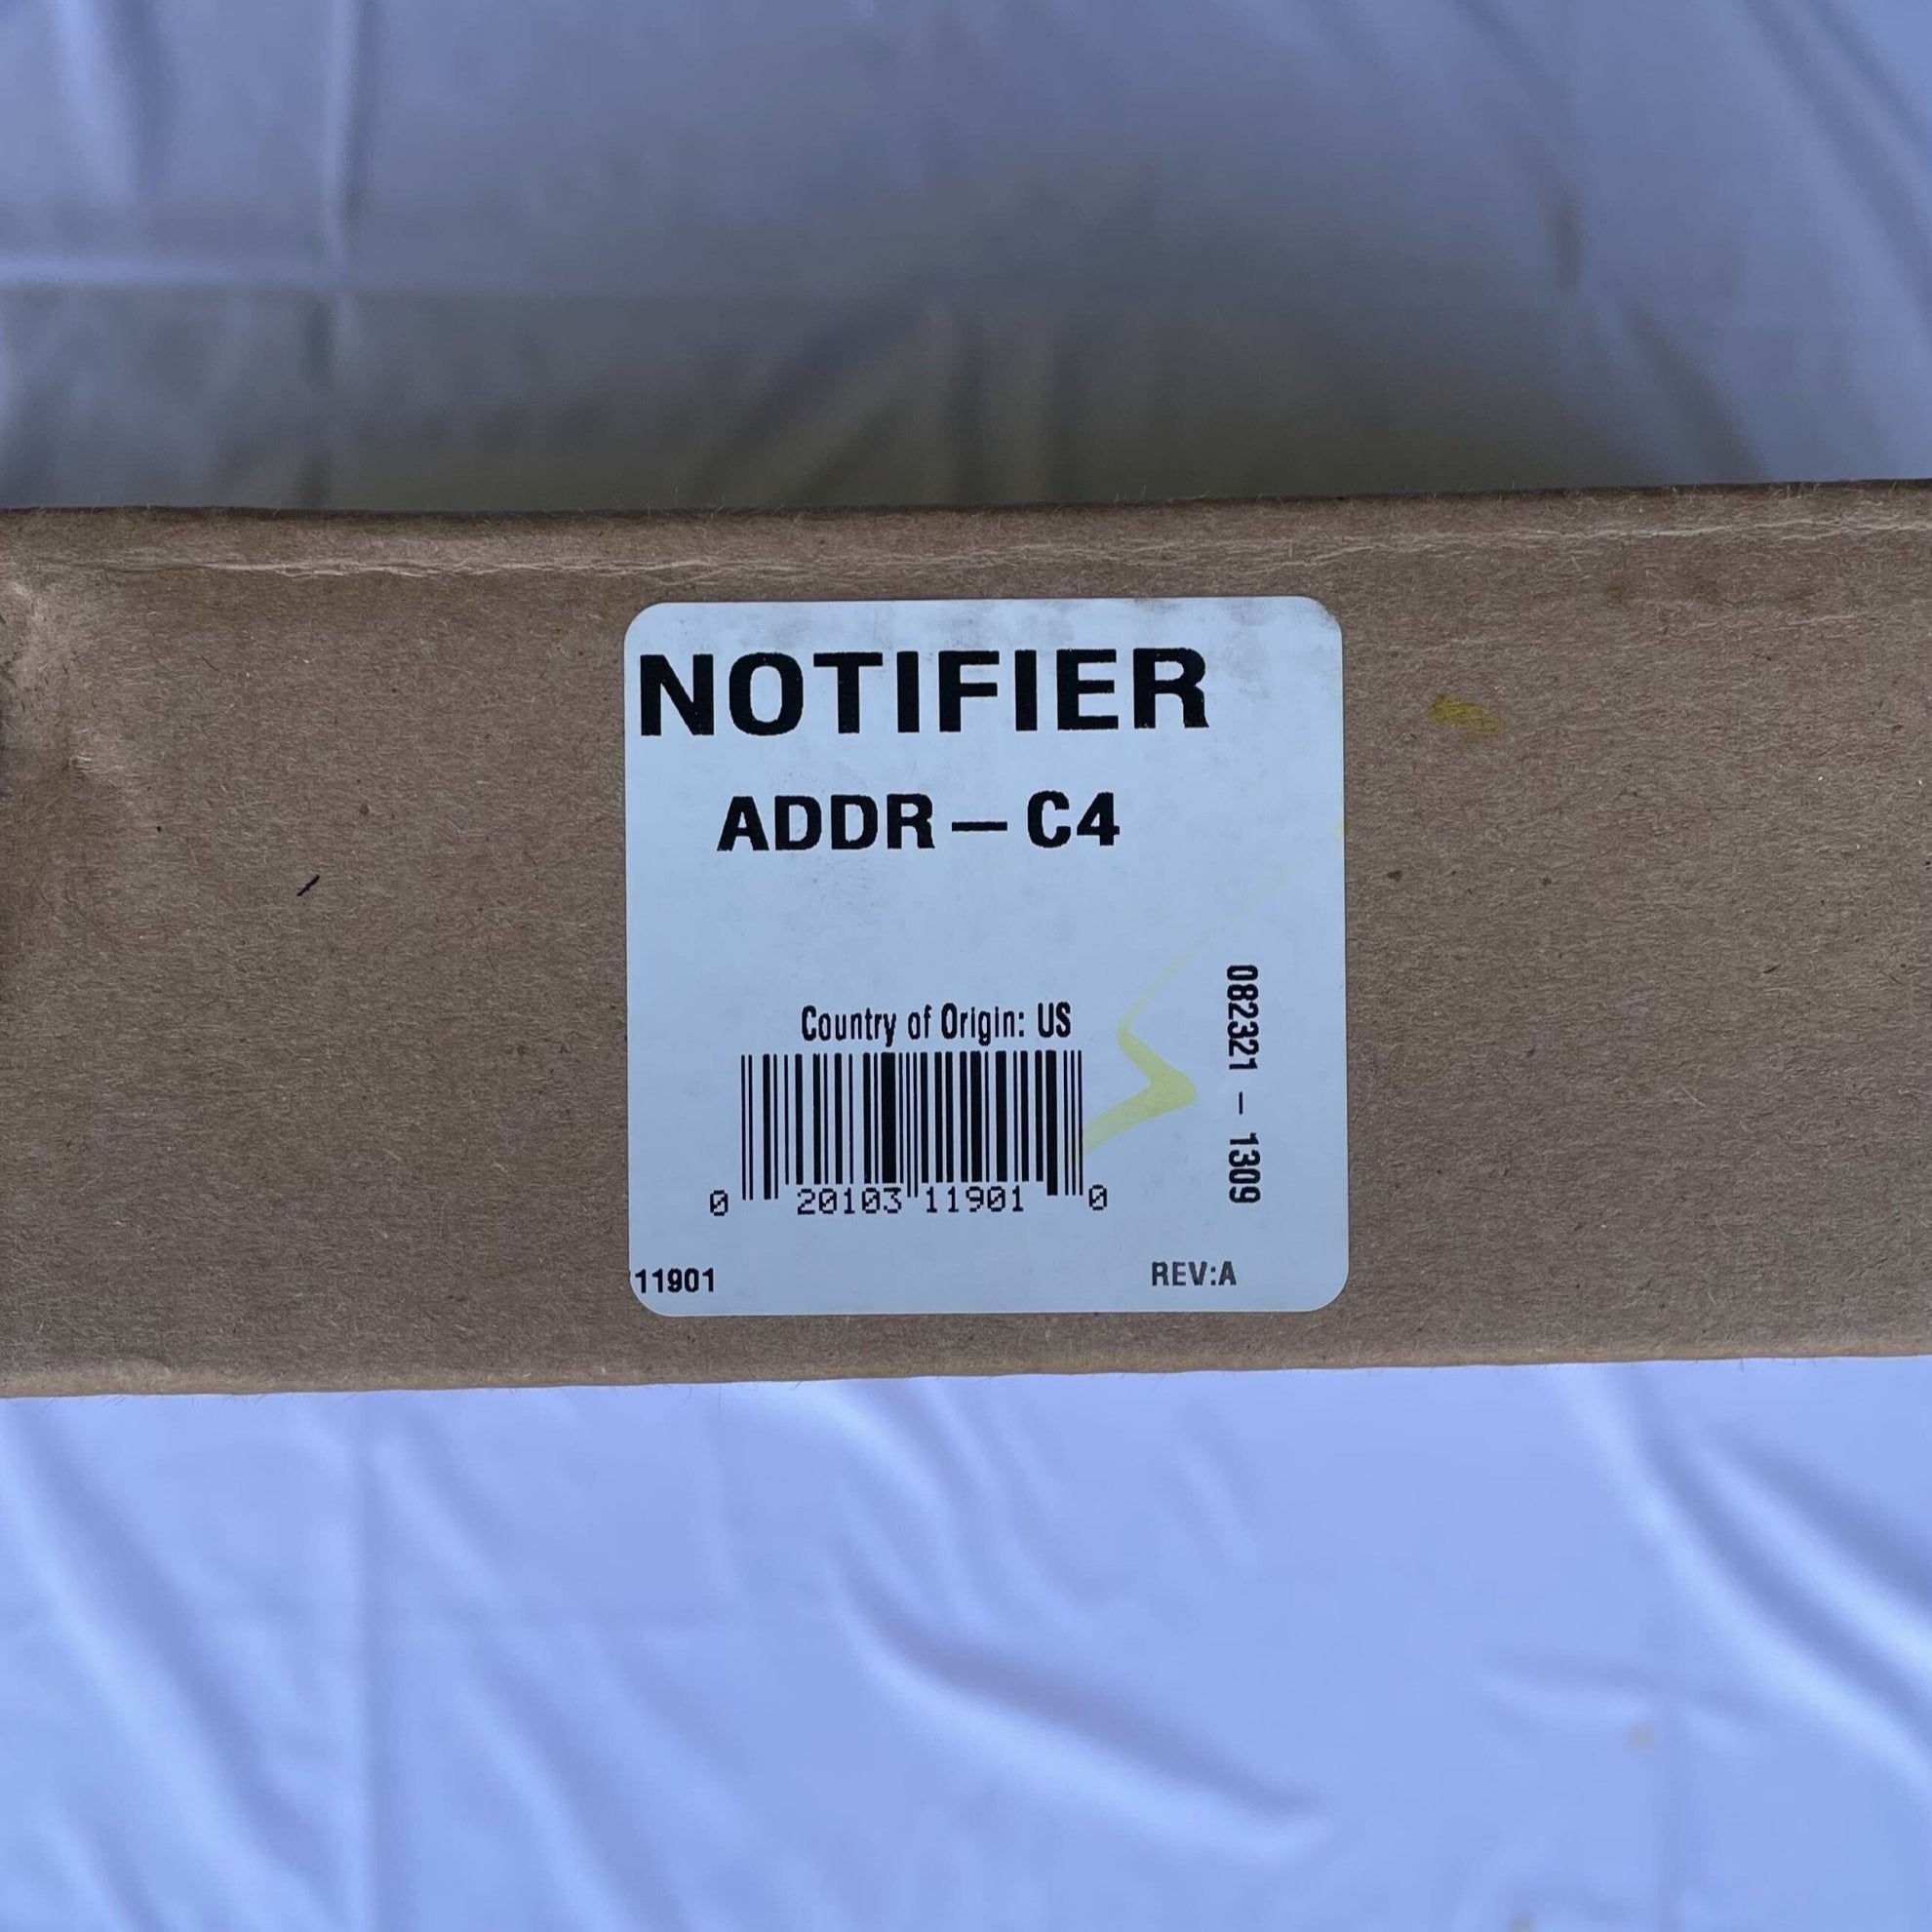 NOTIFIER
ADDR – C4
Country of Origin: US
0 20103 11901 0
082321 – 1309
11901
REV:A